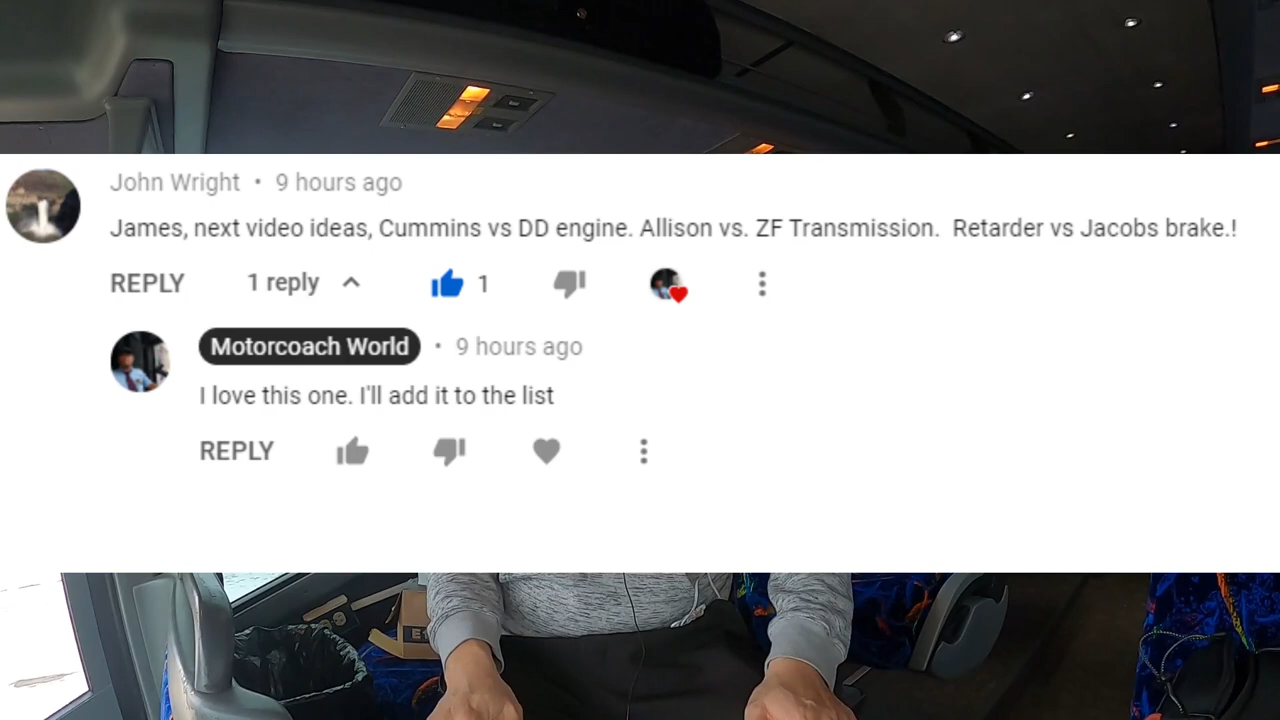 John Wright • 9 hours ago
James, next video ideas, Cummins vs DD engine. Allison vs. ZF Transmission.  Retarder vs Jacobs brake.!
REPLY 1 reply 1
Motorcoach World • 9 hours ago
I love this one. I'll add it to the list
REPLY